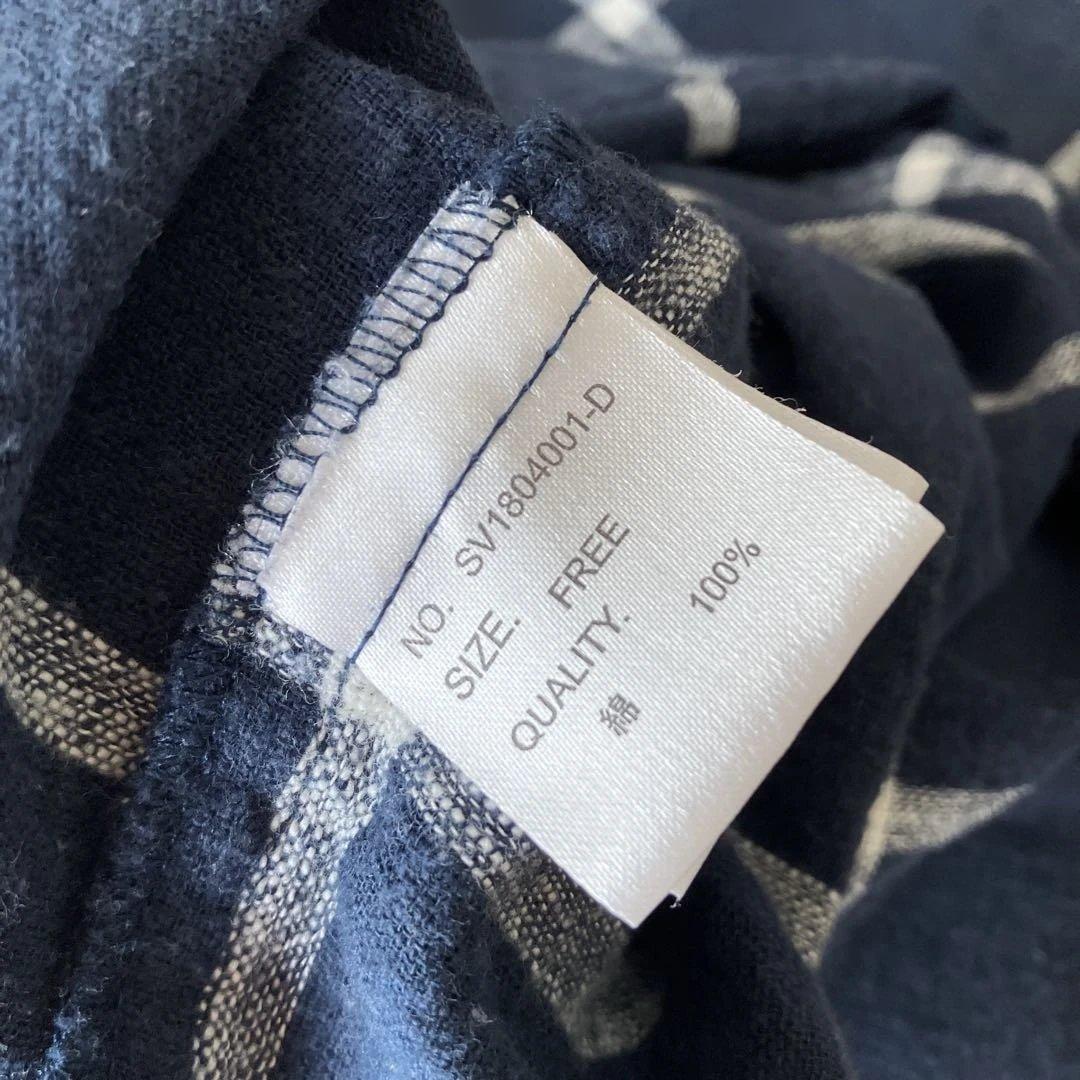 NO. SV1804001-D
SIZE. FREE
QUALITY.
綿 100%